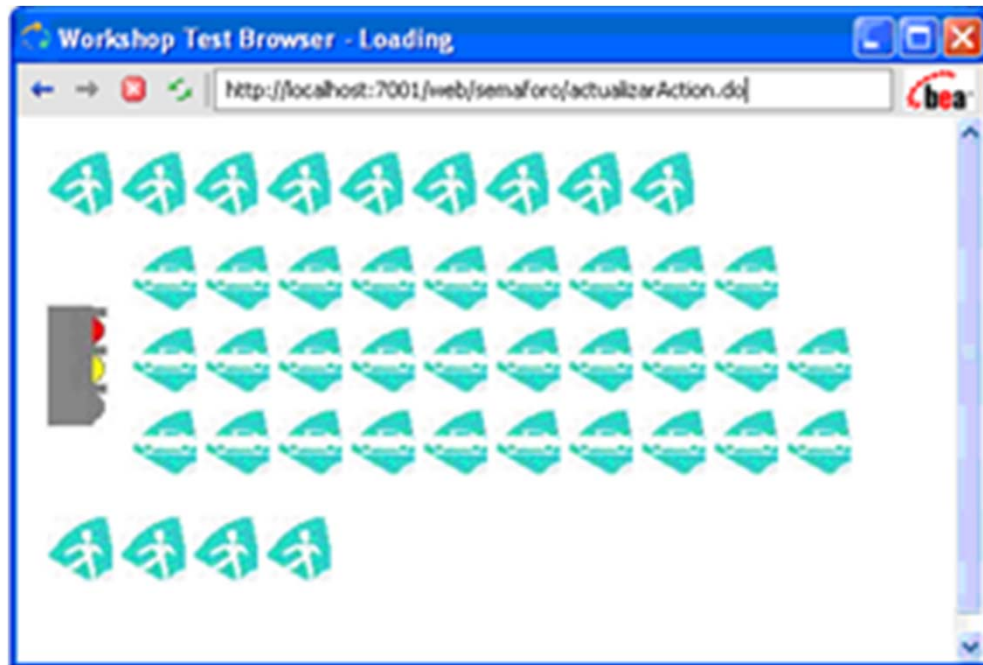 Workshop Test Browser - Loading
http://localhost:7001/web/semaforo/actualizarAction.do
bea